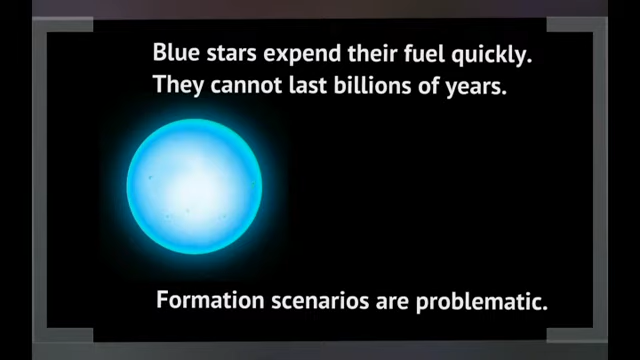 Blue stars expend their fuel quickly.
They cannot last billions of years.
Formation scenarios are problematic.